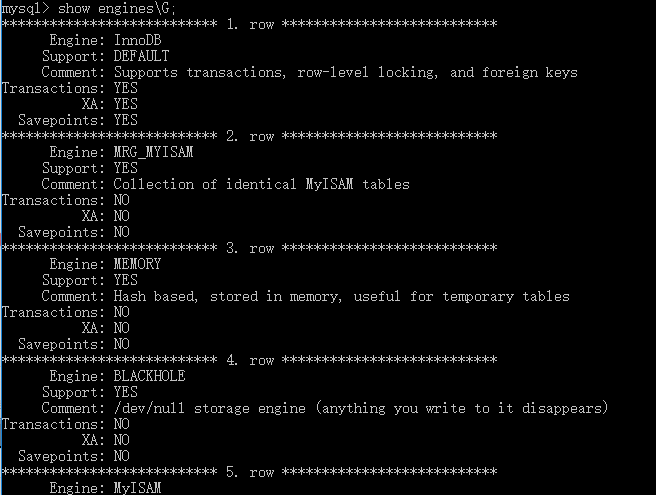 mysql> show engines\G;
*************************** 1. row ***************************
Engine: InnoDB
Support: DEFAULT
Comment: Supports transactions, row-level locking, and foreign keys
Transactions: YES
XA: YES
Savepoints: YES
*************************** 2. row ***************************
Engine: MRG_MYISAM
Support: YES
Comment: Collection of identical MyISAM tables
Transactions: NO
XA: NO
Savepoints: NO
*************************** 3. row ***************************
Engine: MEMORY
Support: YES
Comment: Hash based, stored in memory, useful for temporary tables
Transactions: NO
XA: NO
Savepoints: NO
*************************** 4. row ***************************
Engine: BLACKHOLE
Support: YES
Comment: /dev/null storage engine (anything you write to it disappears)
Transactions: NO
XA: NO
Savepoints: NO
*************************** 5. row ***************************
Engine: MyISAM